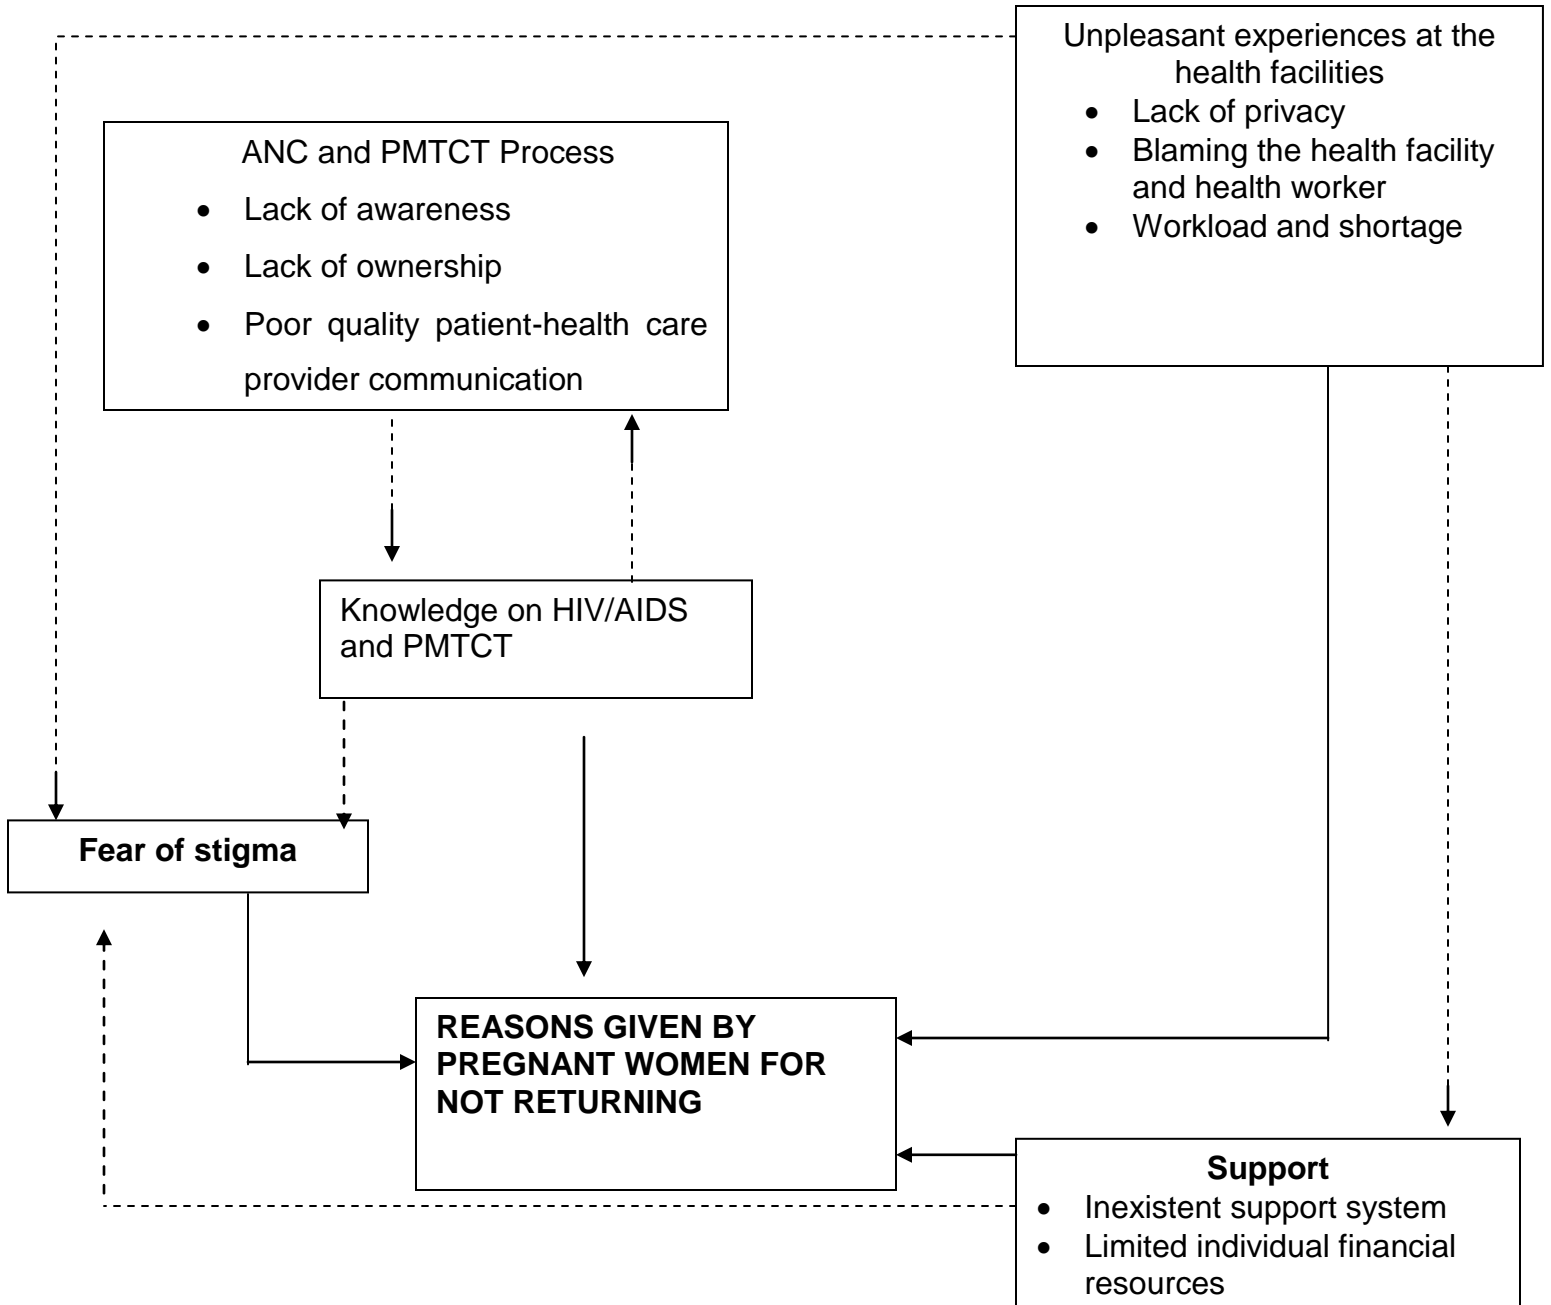 Unpleasant experiences at the
health facilities
• Lack of privacy
• Blaming the health facility
and health worker
• Workload and shortage
ANC and PMTCT Process
• Lack of awareness
• Lack of ownership
• Poor quality patient-health care
provider communication
Knowledge on HIV/AIDS
and PMTCT
Fear of stigma
REASONS GIVEN BY
PREGNANT WOMEN FOR
NOT RETURNING
Support
• Inexistent support system
• Limited individual financial
resources